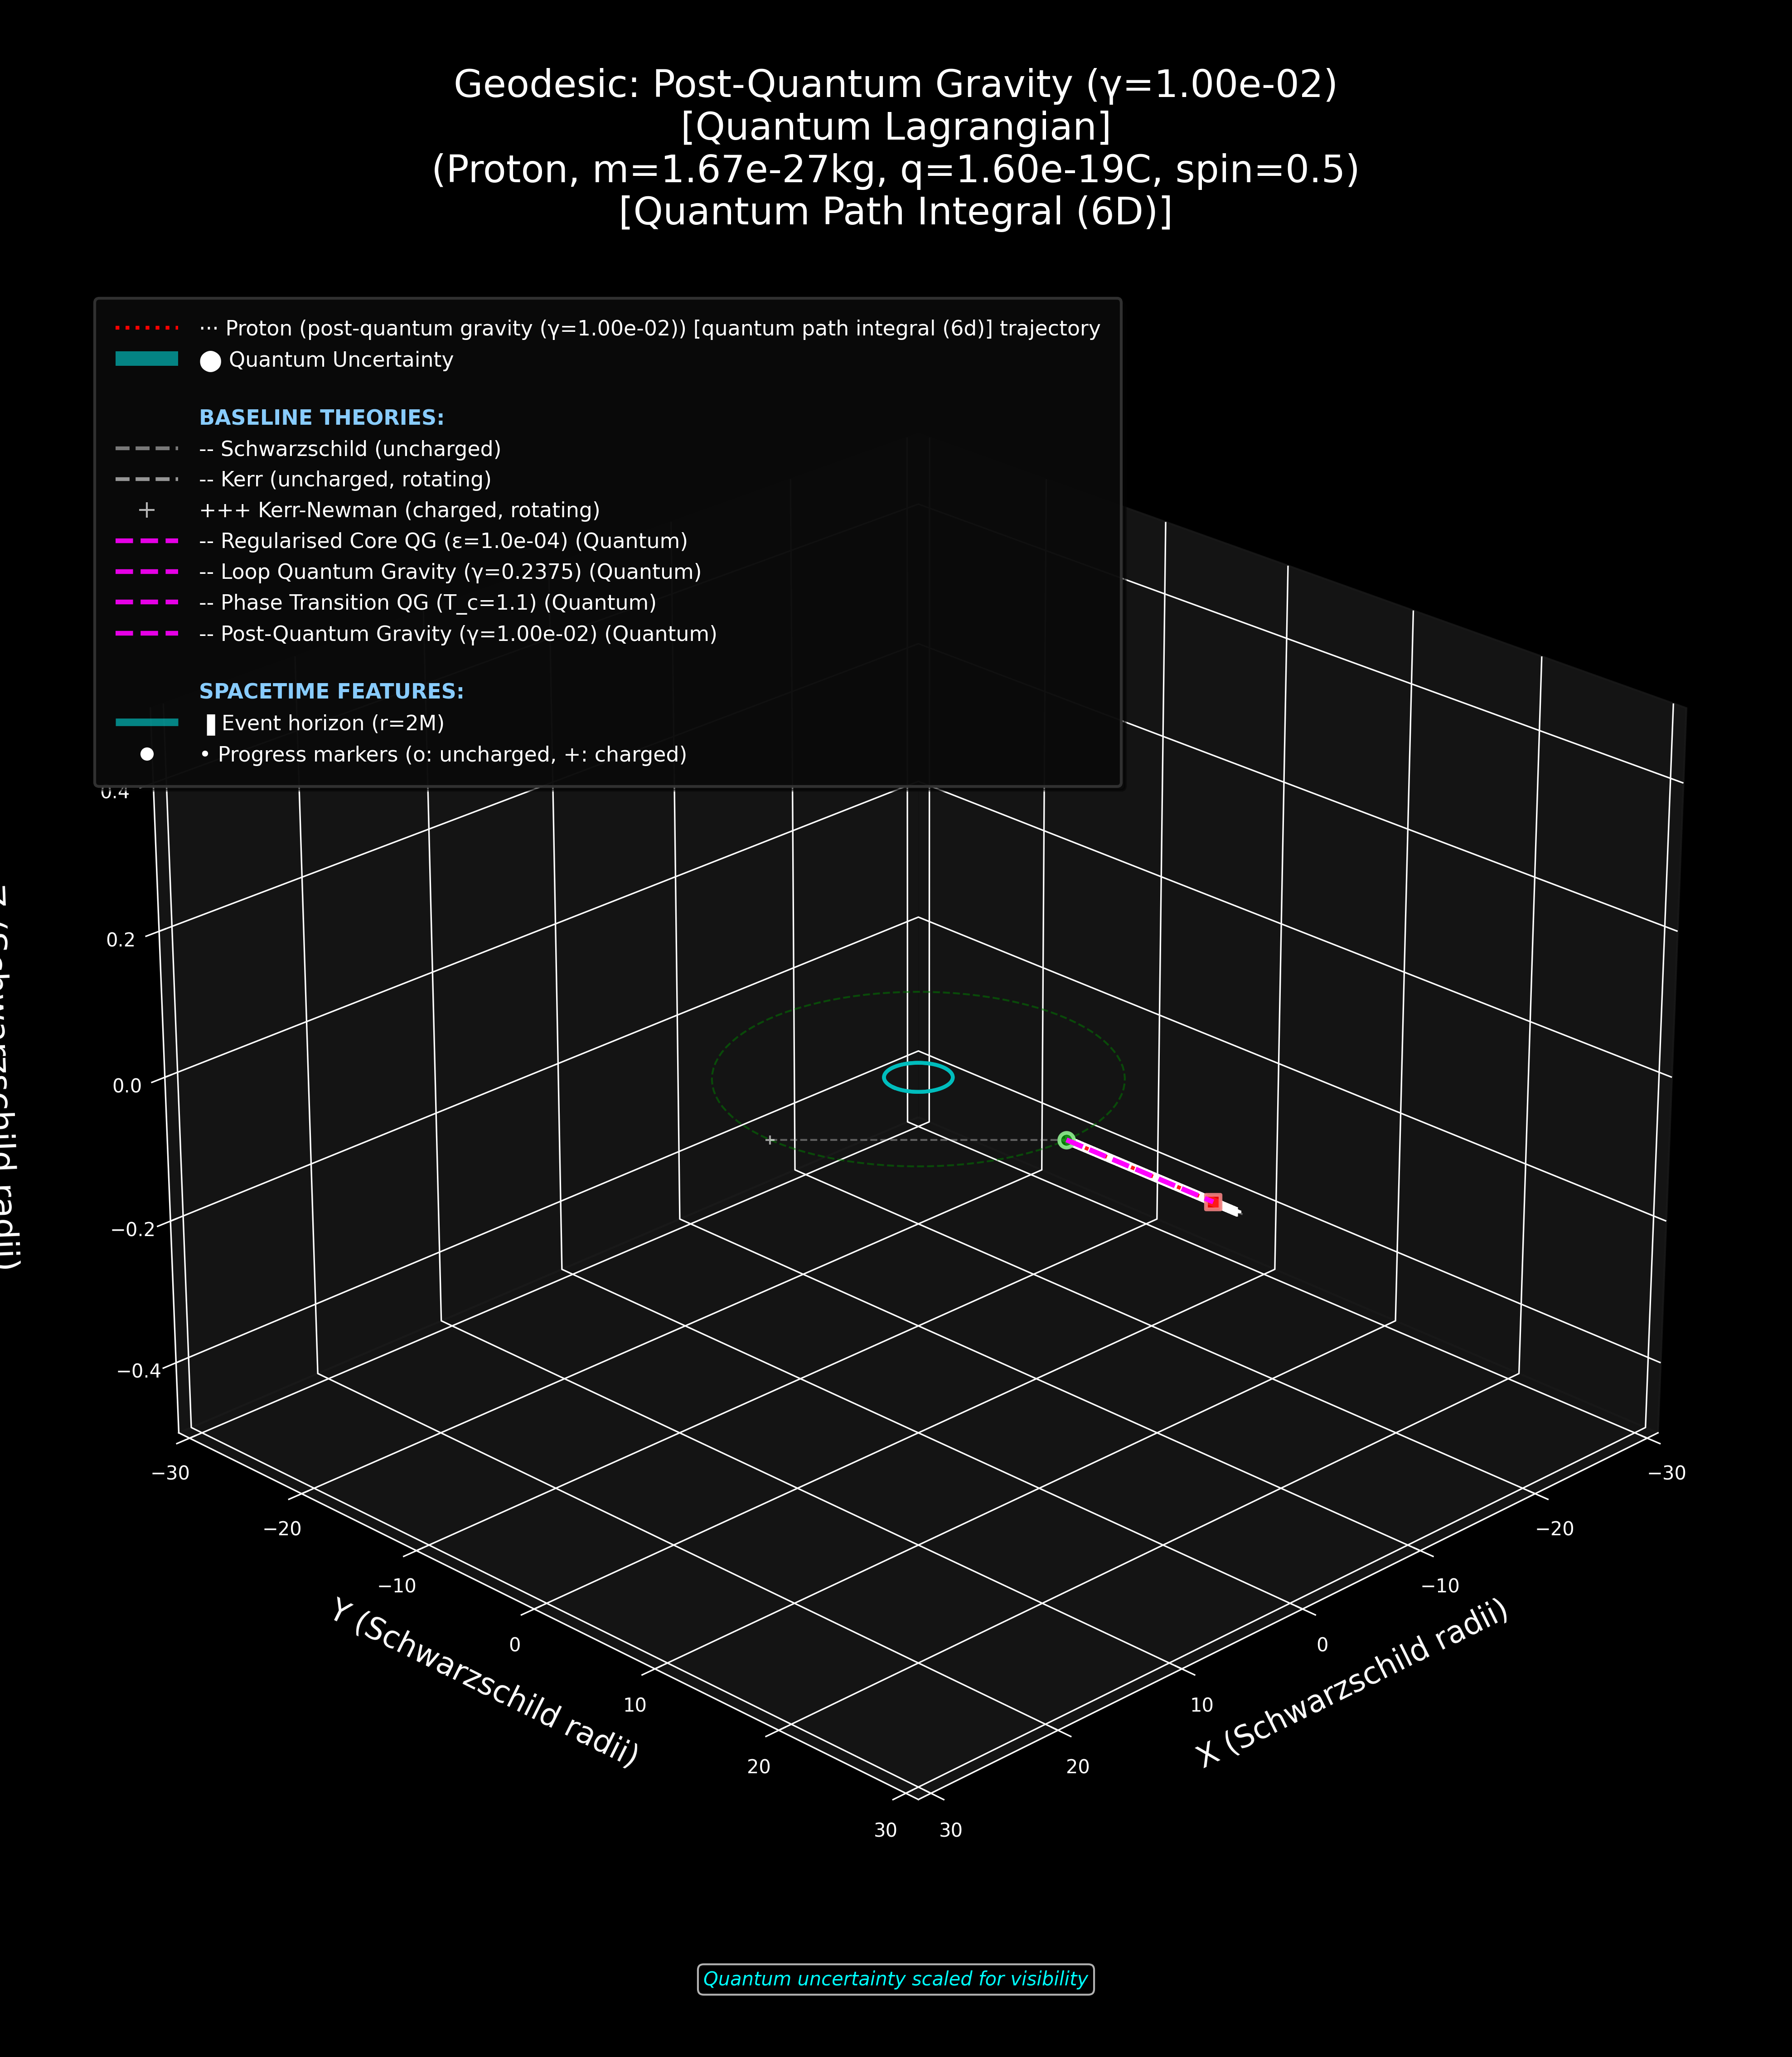 Geodesic: Post-Quantum Gravity (γ=1.00e-02)
[Quantum Lagrangian]
(Proton, m=1.67e-27kg, q=1.60e-19C, spin=0.5)
[Quantum Path Integral (6D)]
··· Proton (post-quantum gravity (γ=1.00e-02)) [quantum path integral (6d)] trajectory
● Quantum Uncertainty
BASELINE THEORIES:
-- Schwarzschild (uncharged)
-- Kerr (uncharged, rotating)
+++ Kerr-Newman (charged, rotating)
-- Regularised Core QG (ε=1.0e-04) (Quantum)
-- Loop Quantum Gravity (γ=0.2375) (Quantum)
-- Phase Transition QG (T_c=1.1) (Quantum)
-- Post-Quantum Gravity (γ=1.00e-02) (Quantum)
SPACETIME FEATURES:
▐ Event horizon (r=2M)
• Progress markers (o: uncharged, +: charged)
0.4
0.2
0.0
−0.2
−0.4
Z (Schwarzschild radii)
−30
−20
−10
0
10
20
30
Y (Schwarzschild radii)
30
20
10
0
−10
−20
−30
X (Schwarzschild radii)
Quantum uncertainty scaled for visibility